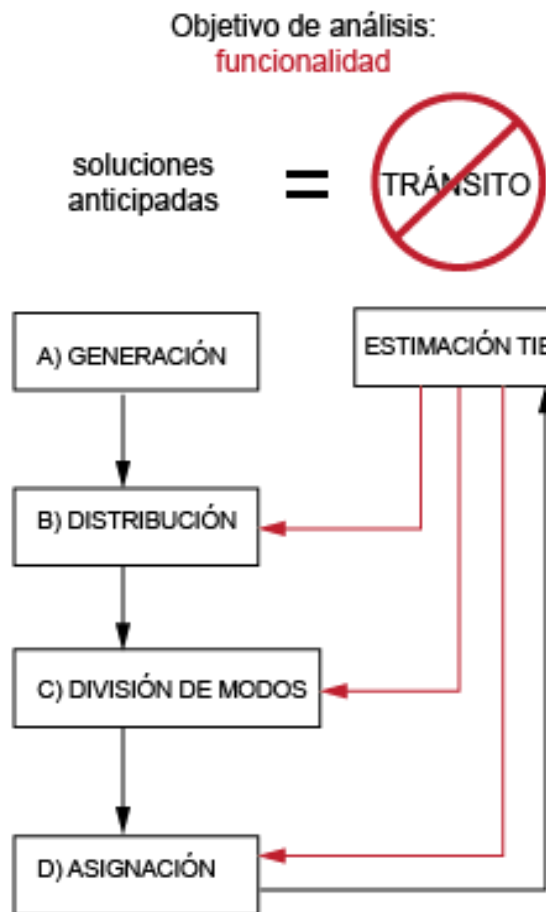 Objetivo de análisis:
funcionalidad
soluciones
anticipadas
=
TRÁNSITO
A) GENERACIÓN
ESTIMACIÓN
B) DISTRIBUCIÓN
C) DIVISIÓN DE MODOS
D) ASIGNACIÓN